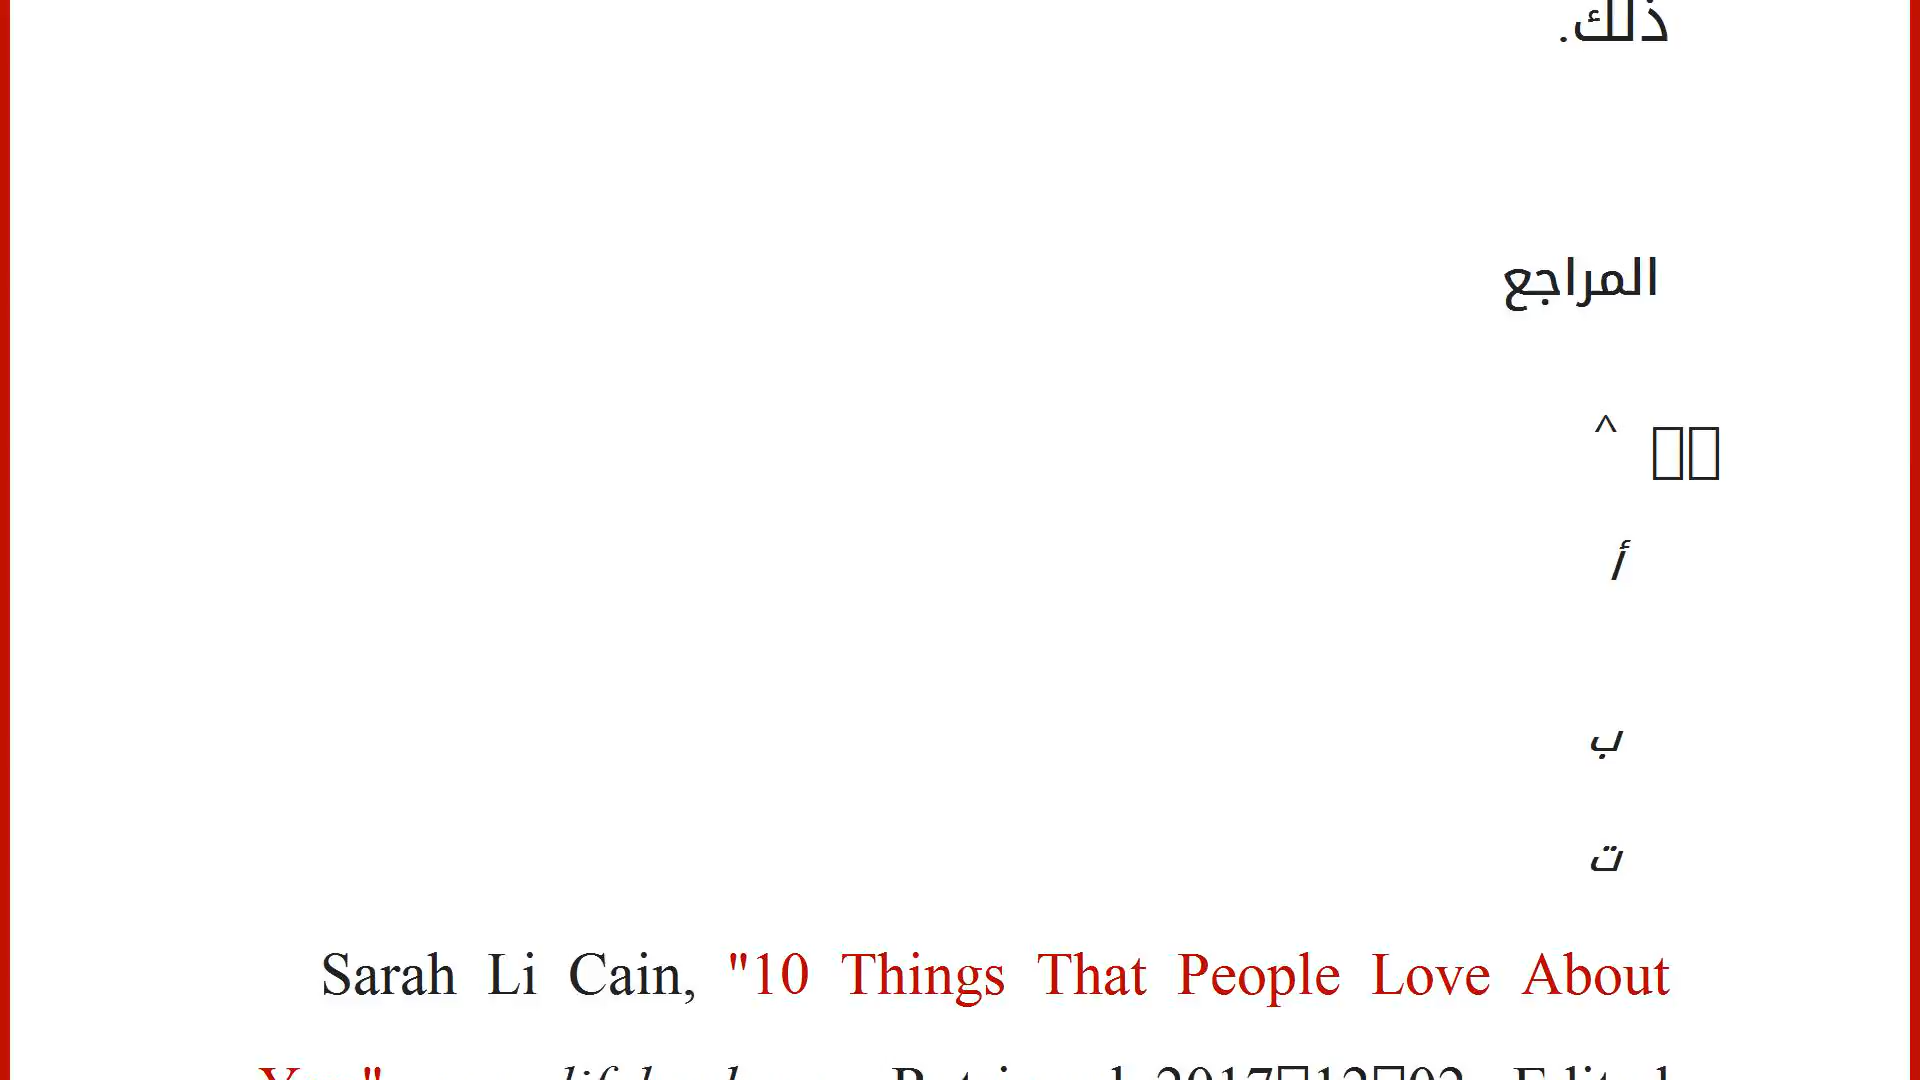 ذلك.
المراجع
^
أ
ب
ت
Sarah Li Cain, "10 Things That People Love About